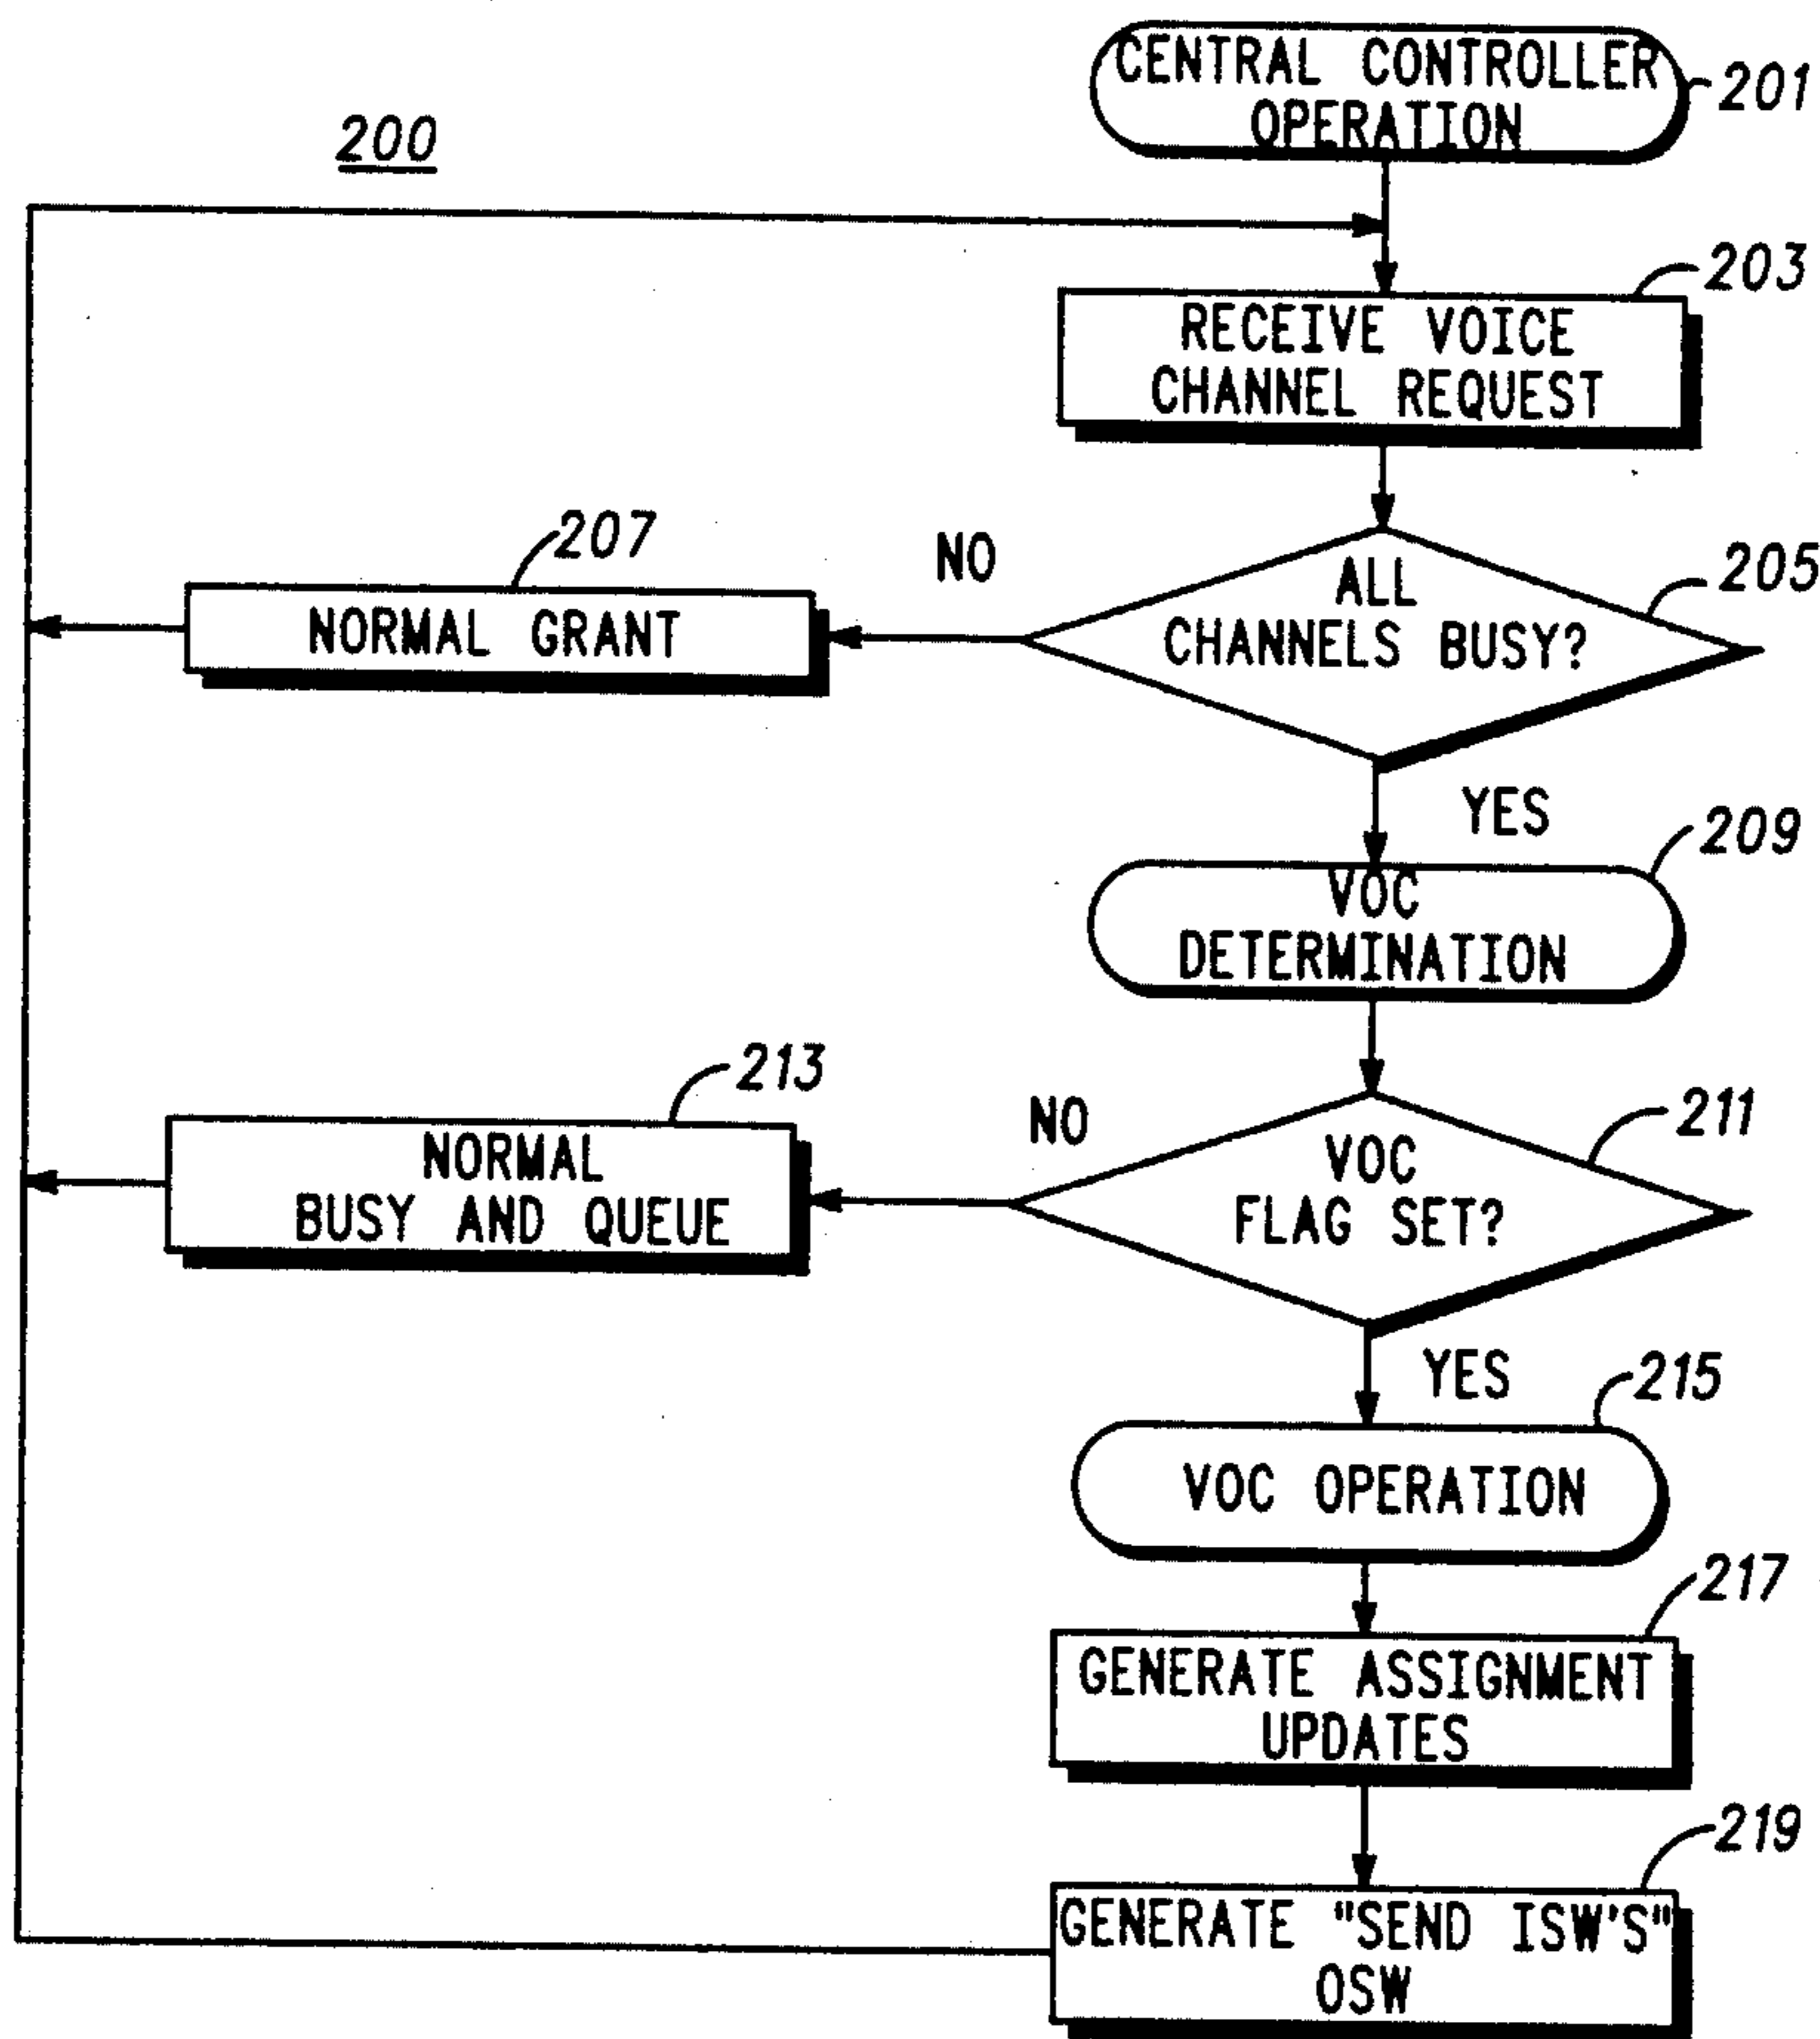 CENTRAL CONTROLLER
OPERATION
201
200
203
RECEIVE VOICE
CHANNEL REQUEST
207
NO
205
ALL
CHANNELS BUSY?
NORMAL GRANT
YES
209
VOC
DETERMINATION
213
NO
211
NORMAL
BUSY AND QUEUE
VOC
FLAG SET?
YES
215
VOC OPERATION
217
GENERATE ASSIGNMENT
UPDATES
219
GENERATE "SEND ISW'S"
OSW